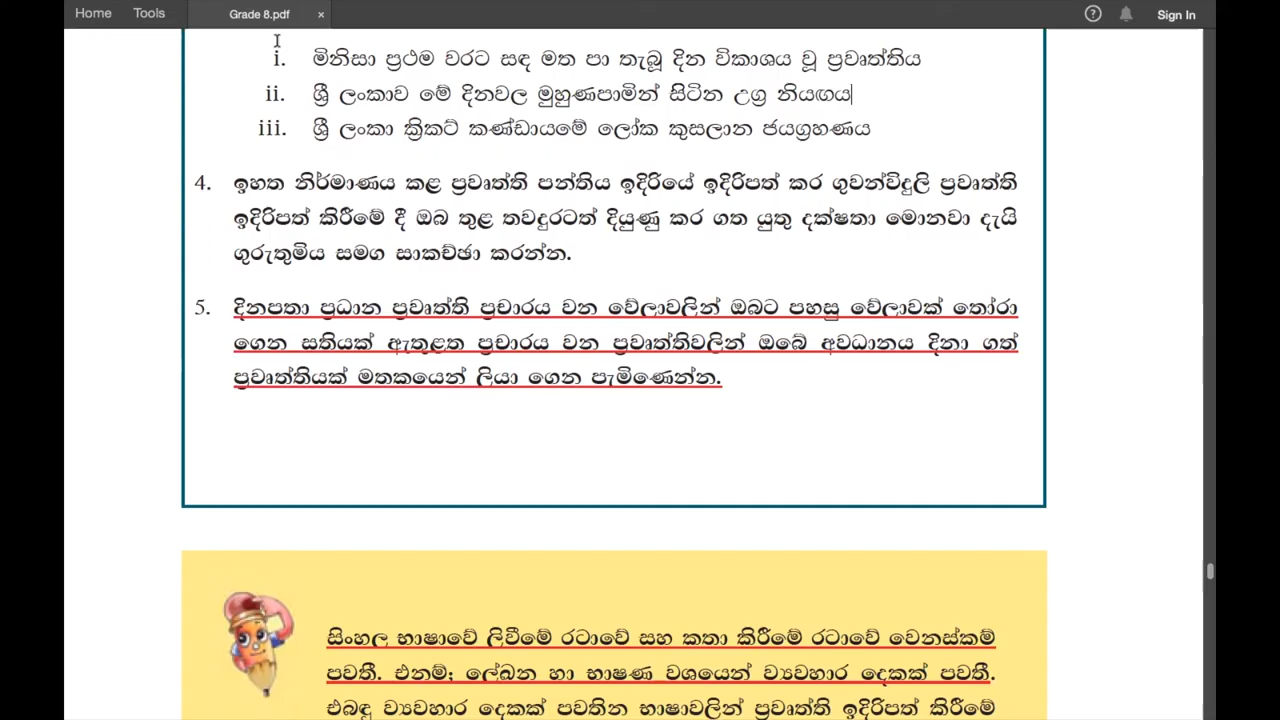 Home Tools Grade 8.pdf × Sign In
i. මිනිසා ප්‍රථම වරට සඳ මත පා තැබූ දින විකාශය වූ ප්‍රවෘත්තිය
ii. ශ්‍රී ලංකාව මේ දිනවල මුහුණපාමින් සිටින උග්‍ර නියඟය
iii. ශ්‍රී ලංකා ක්‍රිකට් කණ්ඩායමේ ලෝක කුසලාන ජයග්‍රහණය
4. ඉහත නිර්මාණය කළ ප්‍රවෘත්ති පන්තිය ඉදිරියේ ඉදිරිපත් කර ගුවන්විදුලි ප්‍රවෘත්ති
ඉදිරිපත් කිරීමේ දී ඔබ තුළ තවදුරටත් දියුණු කර ගත යුතු දක්ෂතා මොනවා දැයි
ගුරුතුමිය සමග සාකච්ඡා කරන්න.
5. දිනපතා ප්‍රධාන ප්‍රවෘත්ති ප්‍රචාරය වන වේලාවලින් ඔබට පහසු වේලාවක් තෝරා
ගෙන සතියක් ඇතුළත ප්‍රචාරය වන ප්‍රවෘත්තිවලින් ඔබේ අවධානය දිනා ගත්
ප්‍රවෘත්තියක් මතකයෙන් ලියා ගෙන පැමිණෙන්න.
සිංහල භාෂාවේ ලිවීමේ රටාවේ සහ කතා කිරීමේ රටාවේ වෙනස්කම්
පවතී. එනම්; ලේඛන හා භාෂණ වශයෙන් ව්‍යවහාර දෙකක් පවතී.
එබඳු ව්‍යවහාර දෙකක් පවතින භාෂාවලින් ප්‍රවෘත්ති ඉදිරිපත් කිරීමේ